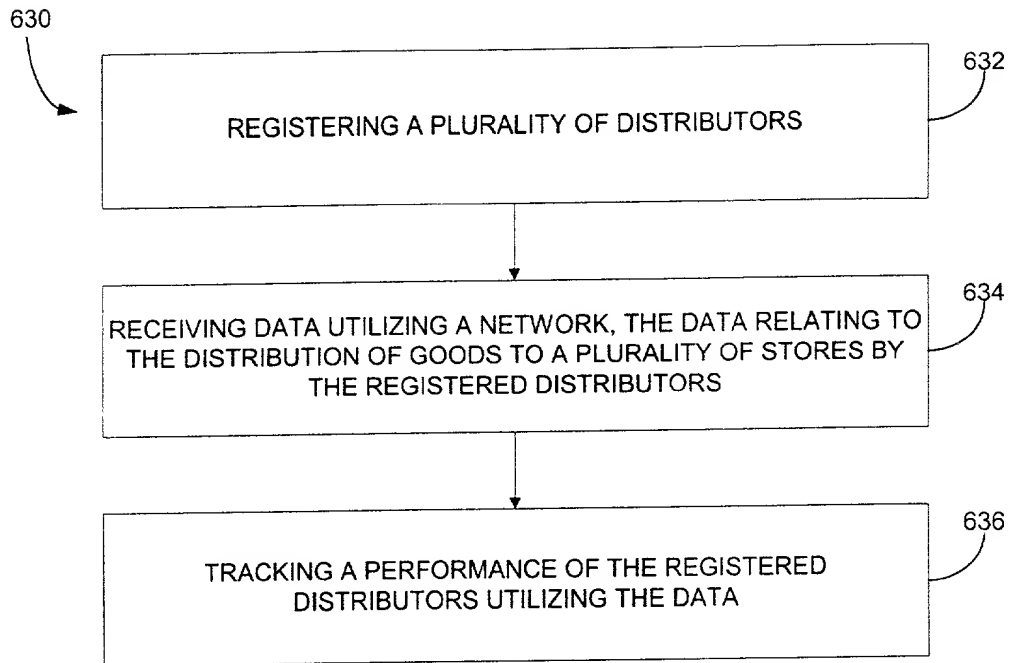 630
632
REGISTERING A PLURALITY OF DISTRIBUTORS
634
RECEIVING DATA UTILIZING A NETWORK, THE DATA RELATING TO
THE DISTRIBUTION OF GOODS TO A PLURALITY OF STORES BY
THE REGISTERED DISTRIBUTORS
636
TRACKING A PERFORMANCE OF THE REGISTERED
DISTRIBUTORS UTILIZING THE DATA